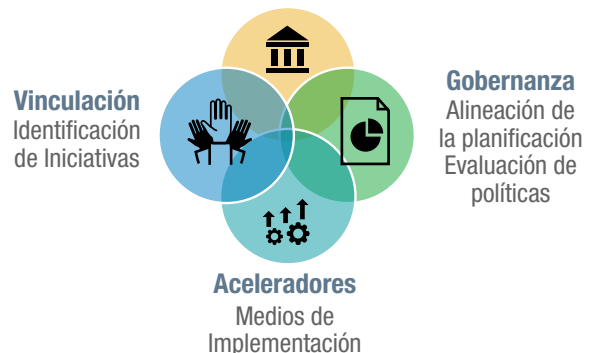 Vinculación
Identificación
de Iniciativas
Gobernanza
Alineación de
la planificación
Evaluación de
políticas
Aceleradores
Medios de
Implementación